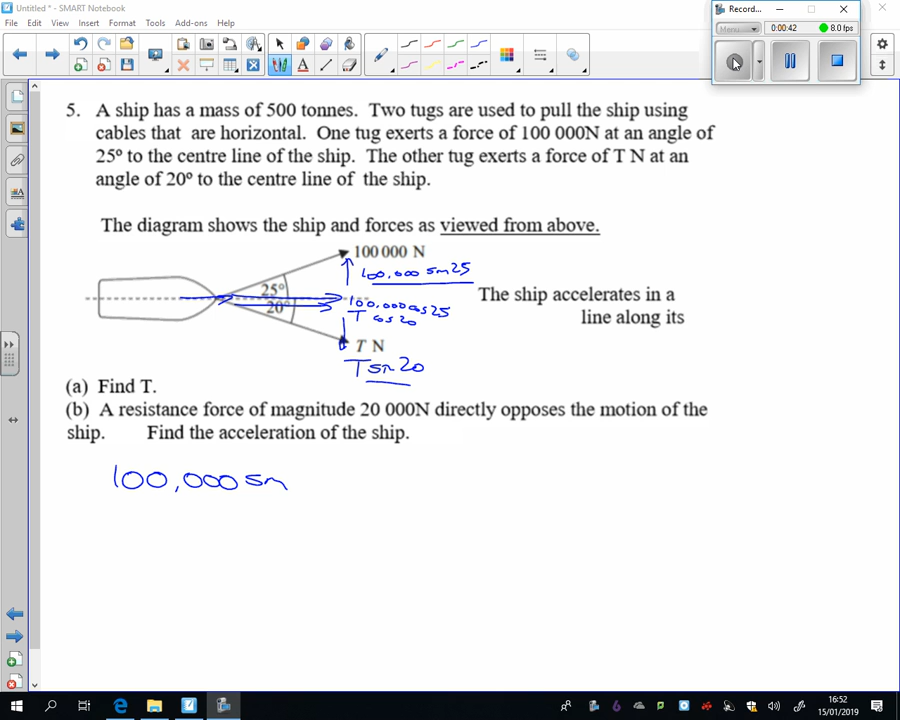 Untitled * - SMART Notebook
File Edit View Insert Format Tools Add-ons Help
Record...
Menu
0:00:42
8.0 fps
5. A ship has a mass of 500 tonnes. Two tugs are used to pull the ship using
cables that are horizontal. One tug exerts a force of 100 000N at an angle of
25º to the centre line of the ship. The other tug exerts a force of T N at an
angle of 20º to the centre line of the ship.
The diagram shows the ship and forces as viewed from above.
100 000 N
100,000 sin 25
25°
100,000 cos 25
20°
T cos 20
T N
T sin 20
The ship accelerates in a
line along its
(a) Find T.
(b) A resistance force of magnitude 20 000N directly opposes the motion of the
ship. Find the acceleration of the ship.
100,000 sin
16:52
15/01/2019